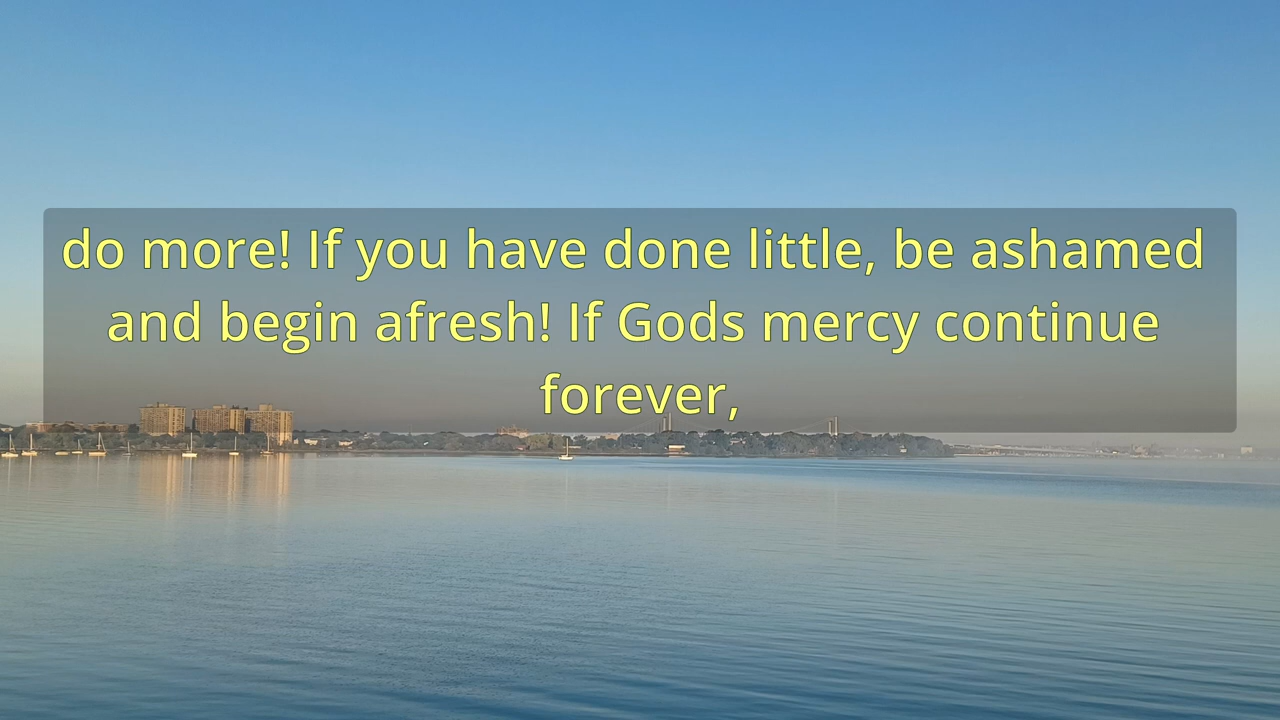 do more! If you have done little, be ashamed
and begin afresh! If Gods mercy continue
forever,